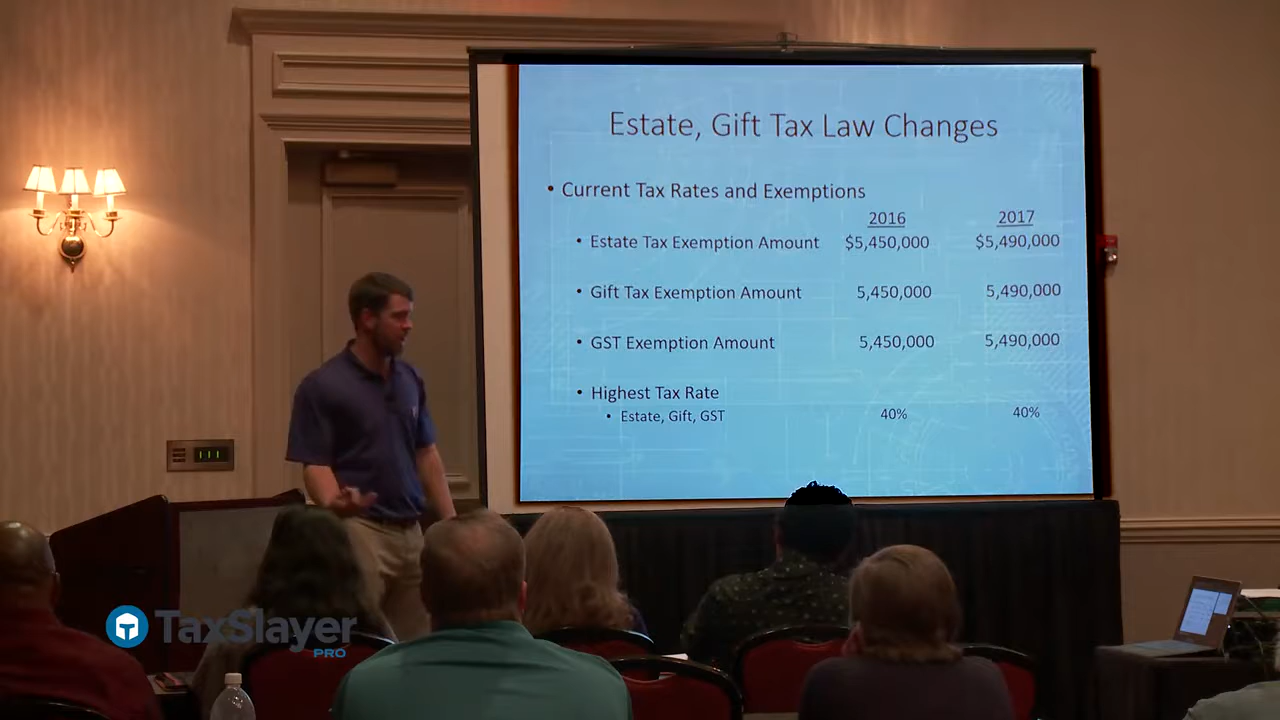 Estate, Gift Tax Law Changes
• Current Tax Rates and Exemptions
2016 2017
• Estate Tax Exemption Amount $5,450,000 $5,490,000
• Gift Tax Exemption Amount 5,450,000 5,490,000
• GST Exemption Amount 5,450,000 5,490,000
• Highest Tax Rate
• Estate, Gift, GST 40% 40%
TaxSlayer
PRO